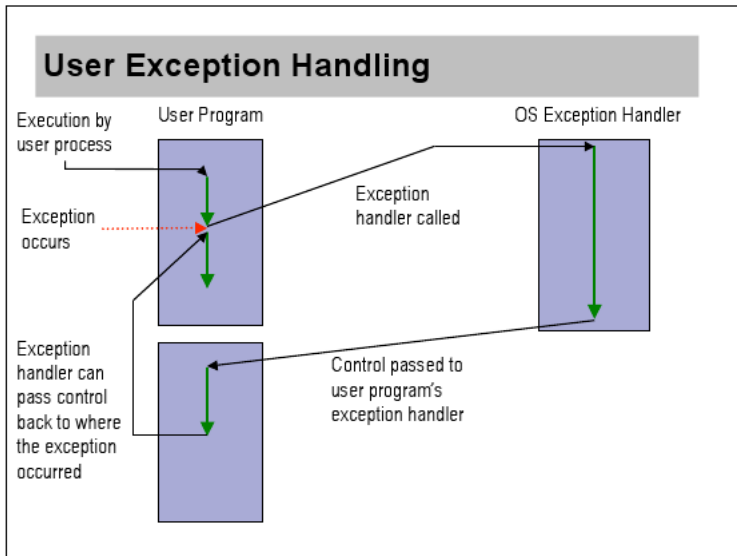 User Exception Handling
User Program
OS Exception Handler
Execution by
user process
Exception
occurs
Exception
handler called
Exception
handler can
pass control
back to where
the exception
occurred
Control passed to
user program's
exception handler